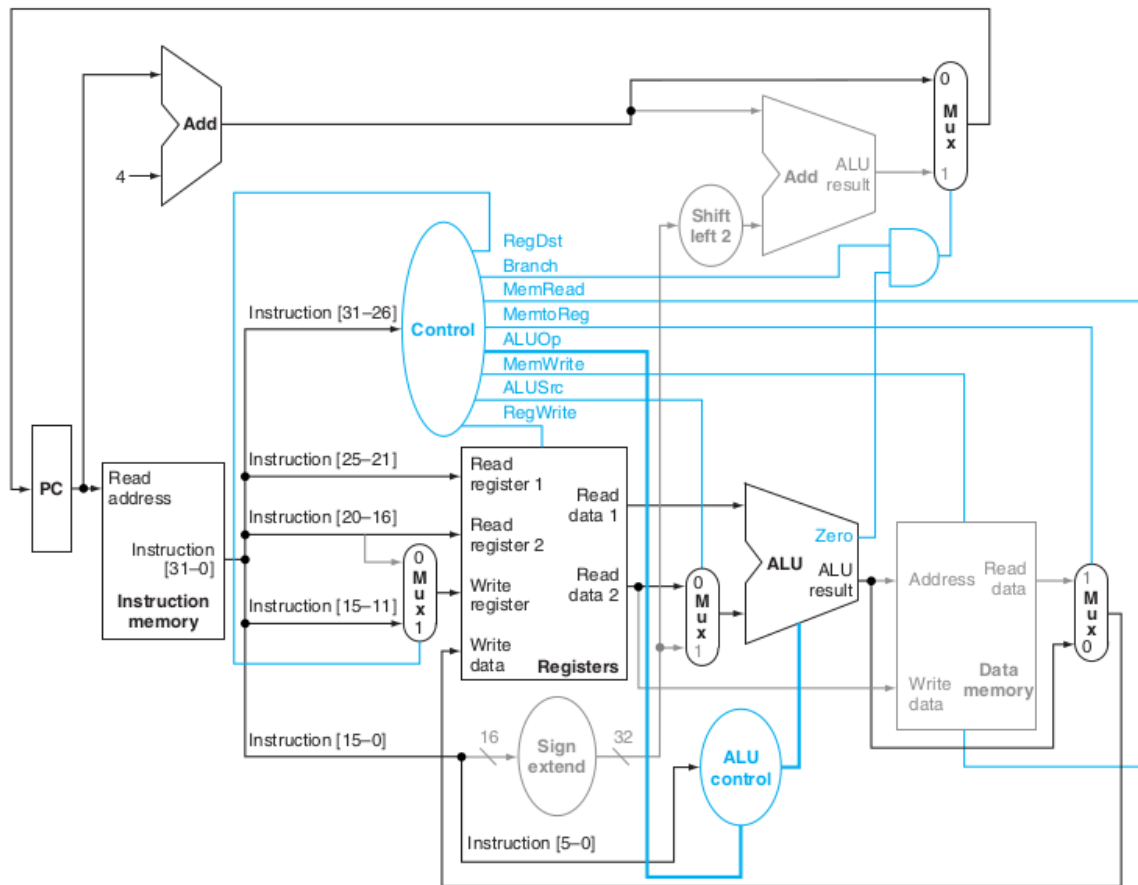 Add
4
0
Mux
1
Add
ALU
result
Shift
left 2
RegDst
Branch
MemRead
MemtoReg
ALUOp
MemWrite
ALUSrc
RegWrite
Control
Instruction [31–26]
Instruction [25–21]
Instruction [20–16]
Instruction [15–11]
Instruction [15–0]
Instruction [5–0]
PC
Read
address
Instruction
[31–0]
Instruction
memory
0
Mux
1
Read
register 1
Read
register 2
Write
register
Write
data
Read
data 1
Read
data 2
Registers
0
Mux
1
Zero
ALU
ALU
result
Address
Read
data
Write
data
Data
memory
1
Mux
0
16
Sign
extend
32
ALU
control